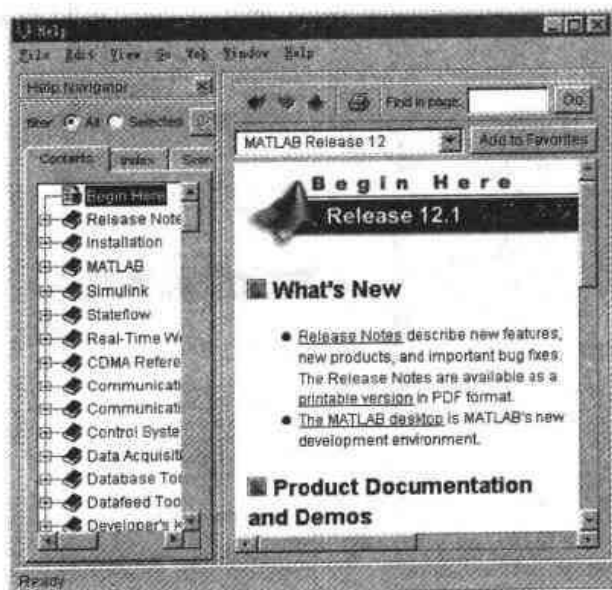 Help
File Edit View Go Web Window Help
Help Navigator
All Selected
Contents Index
Begin Here
Release Note
Installation
MATLAB
Simulink
Stateflow
Real-Time W
CDMA Refere
Communicati
Communicati
Control Syste
Data Acquisiti
Database Too
Datafeed Too
Developer's K
Find in page: Go
MATLAB Release 12 Add to Favorites
Begin Here
Release 12.1
What's New
Release Notes describe new features,
new products, and important bug fixes.
The Release Notes are available as a
printable version in PDF format.
The MATLAB desktop is MATLAB's new
development environment.
Product Documentation
and Demos
Ready